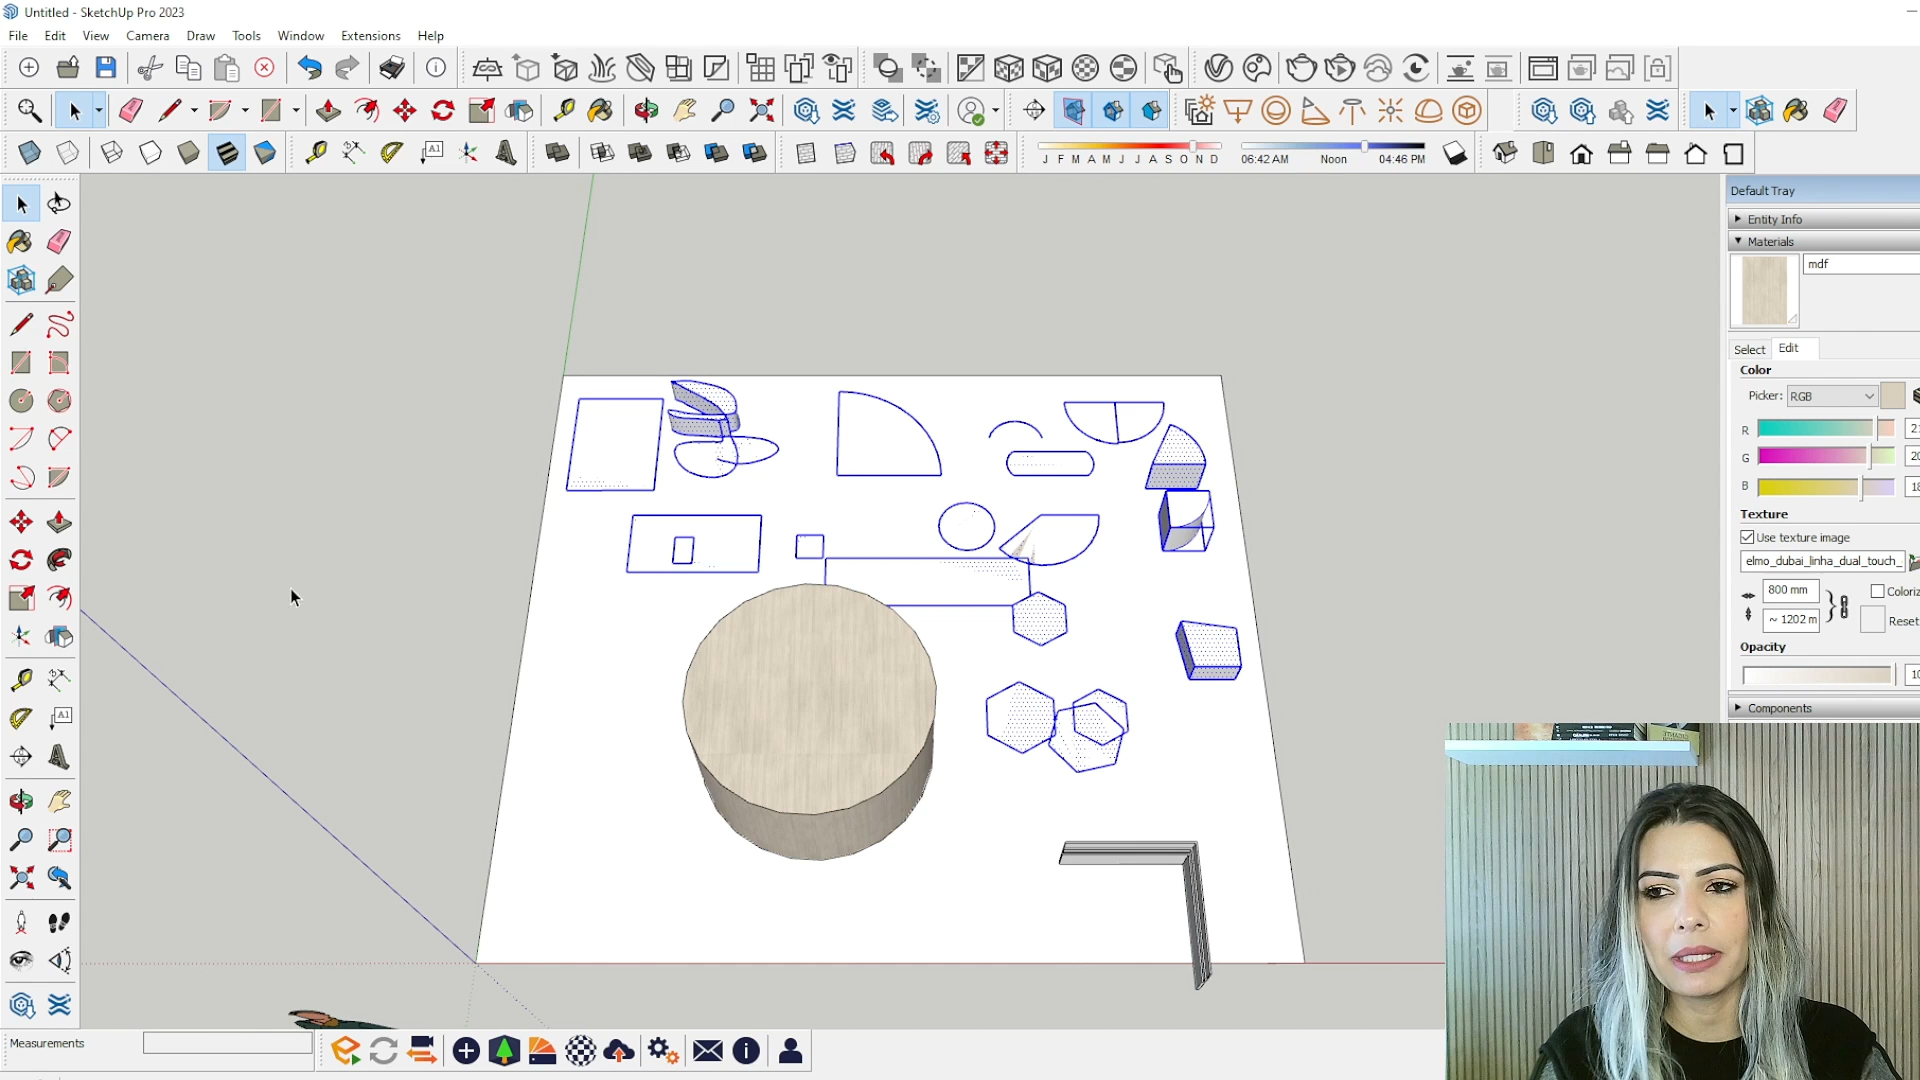 Untitled - SketchUp Pro 2023
File Edit View Camera Draw Tools Window Extensions Help
J F M A M J J A S O N D 06:42 AM Noon 04:46 PM
Default Tray
Entity Info
Materials
mdf
Select Edit
Color
Picker: RGB
R
G
B
Texture
Use texture image
elmo_dubai_linha_dual_touch_
800 mm
~ 1202 m
Reset
Opacity
Components
Measurements
A1
A1